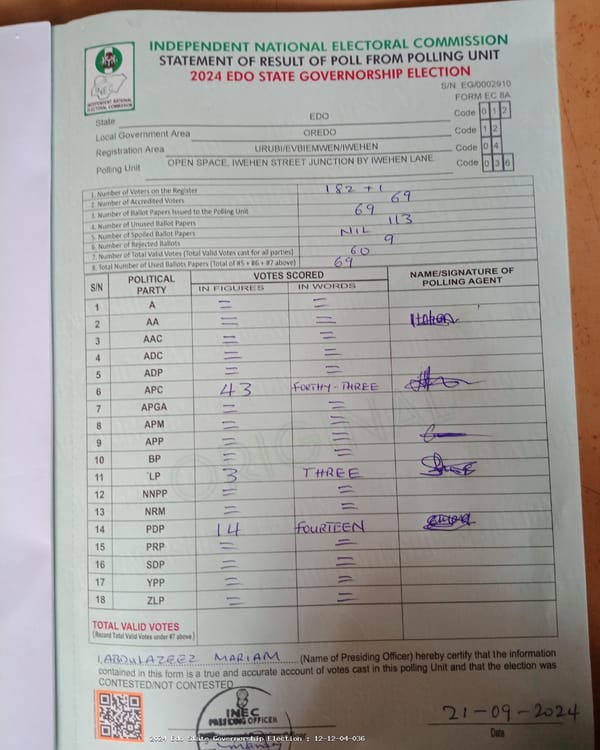 INDEPENDENT NATIONAL ELECTORAL COMMISSION
STATEMENT OF RESULT OF POLL FROM POLLING UNIT
2024 EDO STATE GOVERNORSHIP ELECTION
INEC
INDEPENDENT NATIONAL ELECTORAL COMMISSION
S/N EG/0002910
FORM EC 8A
State EDO Code 0 1 2
Local Government Area OREDO Code 1 2
Registration Area URUBI/EVBIEMWEN/IWEHEN Code 0 4
Polling Unit OPEN SPACE, IWEHEN STREET JUNCTION BY IWEHEN LANE Code 0 3 6
1. Number of Voters on the Register 182 +1
2. Number of Accredited Voters 69
3. Number of Ballot Papers Issued to the Polling Unit 69
4. Number of Unused Ballot Papers 113
5. Number of Spoiled Ballot Papers NIL
6. Number of Rejected Ballots 9
7. Number of Total Valid Votes (Total Valid Votes cast for all parties) 60
8. Total Number of Used Ballots Papers (Total of #5 + #6 + #7 above) 69
S/N POLITICAL PARTY VOTES SCORED NAME/SIGNATURE OF POLLING AGENT
IN FIGURES IN WORDS
1 A = =
2 AA = =
3 AAC = =
4 ADC = =
5 ADP = =
6 APC 43 FORTHY-THREE
7 APGA = =
8 APM = =
9 APP = =
10 BP = =
11 LP 3 THREE
12 NNPP = =
13 NRM = =
14 PDP 14 FOURTEEN
15 PRP = =
16 SDP = =
17 YPP = =
18 ZLP = =
ORIGINAL
TOTAL VALID VOTES
(Record Total Valid Votes under #7 above)
I, ABDULAZEEZ MARIAM (Name of Presiding Officer) hereby certify that the information
contained in this form is a true and accurate account of votes cast in this polling Unit and that the election was
CONTESTED/NOT CONTESTED
INEC
PRESIDING OFFICER
21-09-2024
Date
2024 Edo State Governorship Election : 12-12-04-036